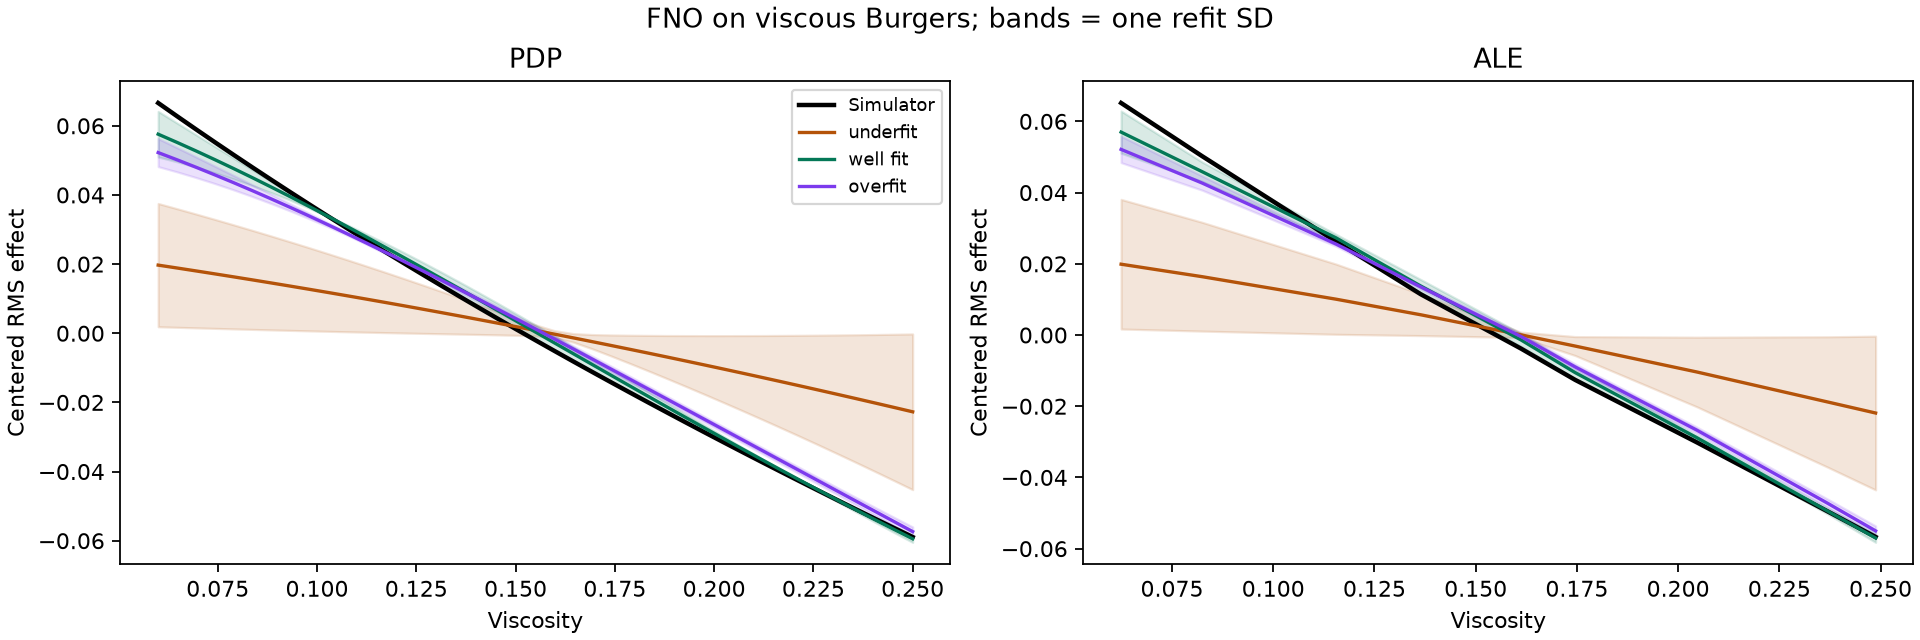 FNO on viscous Burgers; bands = one refit SD
PDP
Centered RMS effect
0.06
0.04
0.02
0.00
−0.02
−0.04
−0.06
Simulator
underfit
well fit
overfit
0.075 0.100 0.125 0.150 0.175 0.200 0.225 0.250
Viscosity
ALE
Centered RMS effect
0.06
0.04
0.02
0.00
−0.02
−0.04
−0.06
0.075 0.100 0.125 0.150 0.175 0.200 0.225 0.250
Viscosity